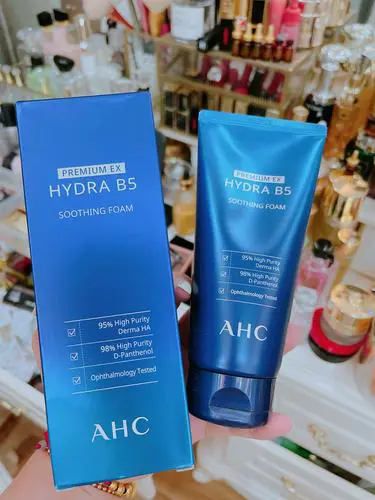 PREMIUM EX
HYDRA B5
SOOTHING FOAM
95% High Purity
Derma HA
98% High Purity
D-Panthenol
Ophthalmology Tested
AHC
PREMIUM EX
HYDRA B5
SOOTHING FOAM
95% High Purity
Derma HA
98% High Purity
D-Panthenol
Ophthalmology Tested
AHC